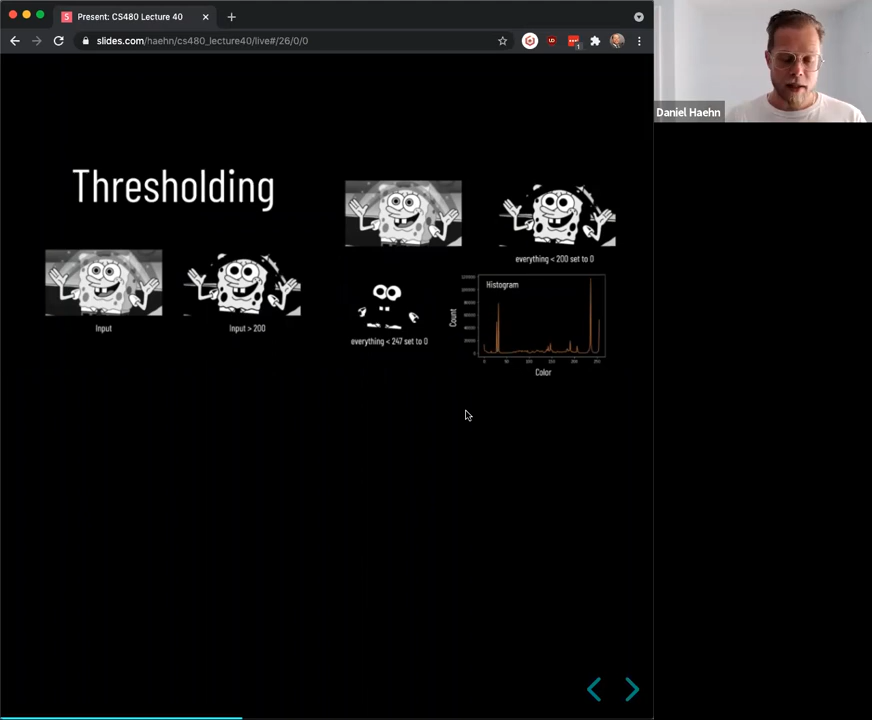 Present: CS480 Lecture 40
slides.com/haehn/cs480_lecture40/live#/26/0/0
Daniel Haehn
Thresholding
Input
Input > 200
everything < 200 set to 0
everything < 247 set to 0
Histogram
Count
Color